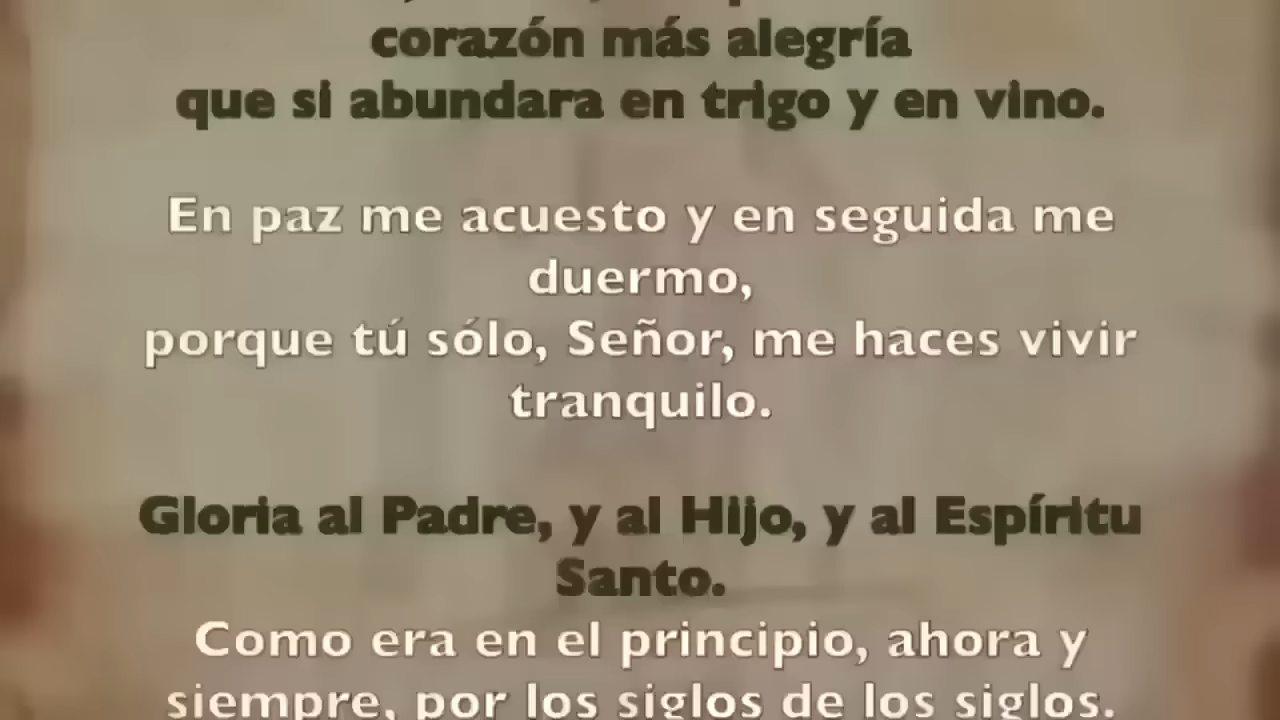 corazón más alegría
que si abundara en trigo y en vino.
En paz me acuesto y en seguida me
duermo,
porque tú sólo, Señor, me haces vivir
tranquilo.
Gloria al Padre, y al Hijo, y al Espíritu
Santo.
Como era en el principio, ahora y
siempre, por los siglos de los siglos.